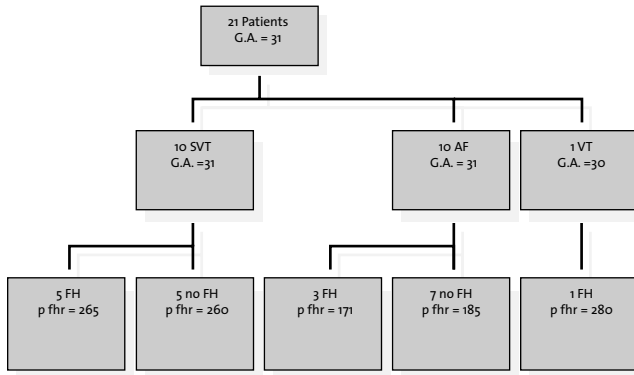 21 Patients
G.A. = 31
10 SVT
G.A. =31
10 AF
G.A. = 31
1 VT
G.A. =30
5 FH
p fhr = 265
5 no FH
p fhr = 260
3 FH
p fhr = 171
7 no FH
p fhr = 185
1 FH
p fhr = 280